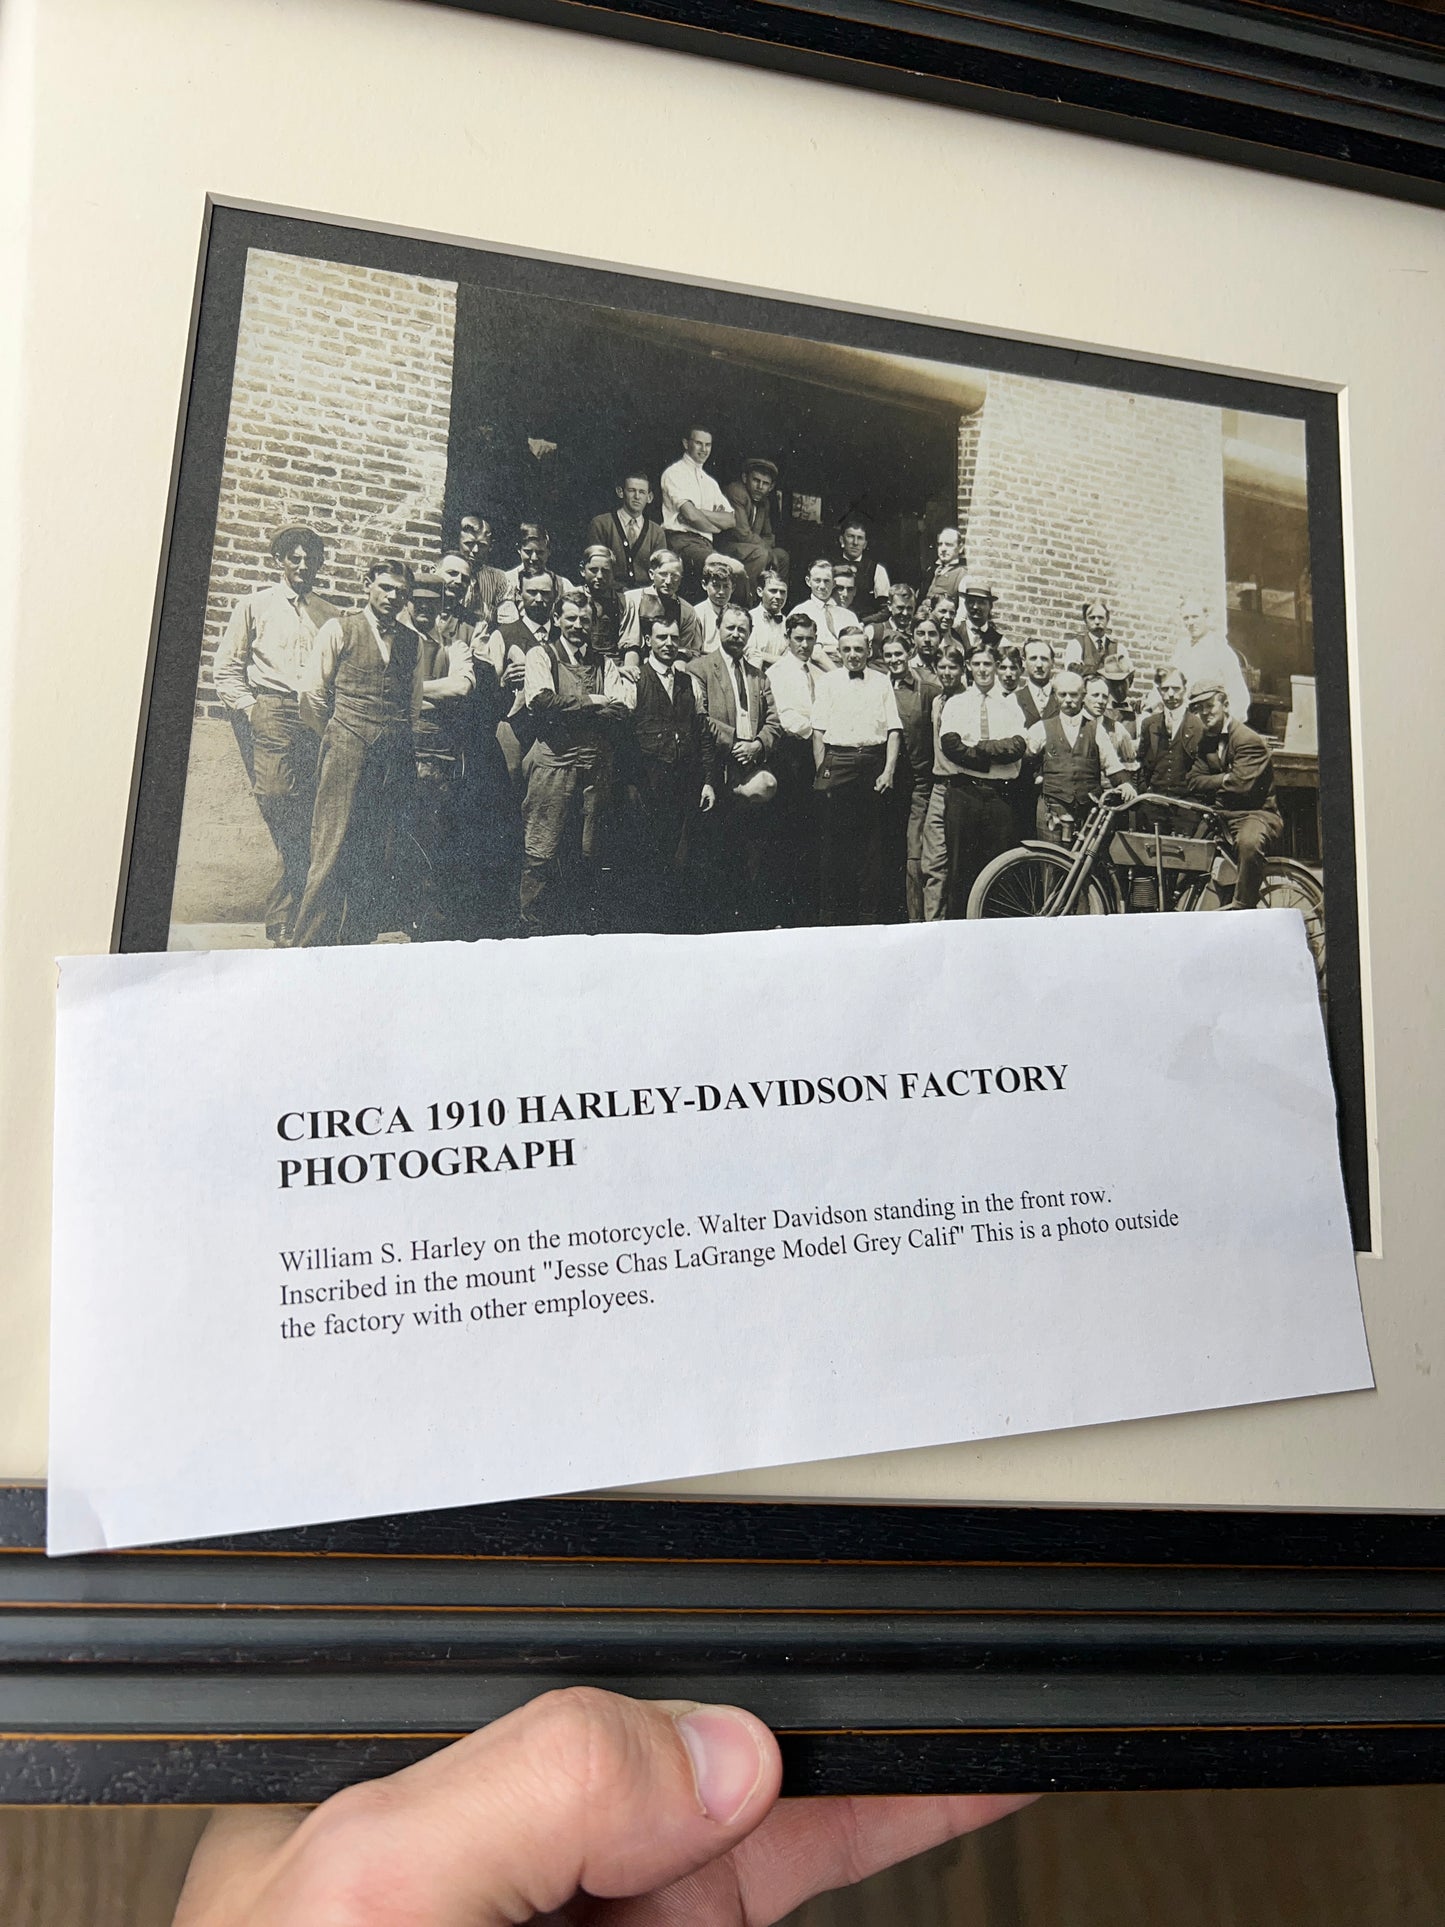 CIRCA 1910 HARLEY-DAVIDSON FACTORY
PHOTOGRAPH
William S. Harley on the motorcycle. Walter Davidson standing in the front row.
Inscribed in the mount "Jesse Chas LaGrange Model Grey Calif" This is a photo outside
the factory with other employees.